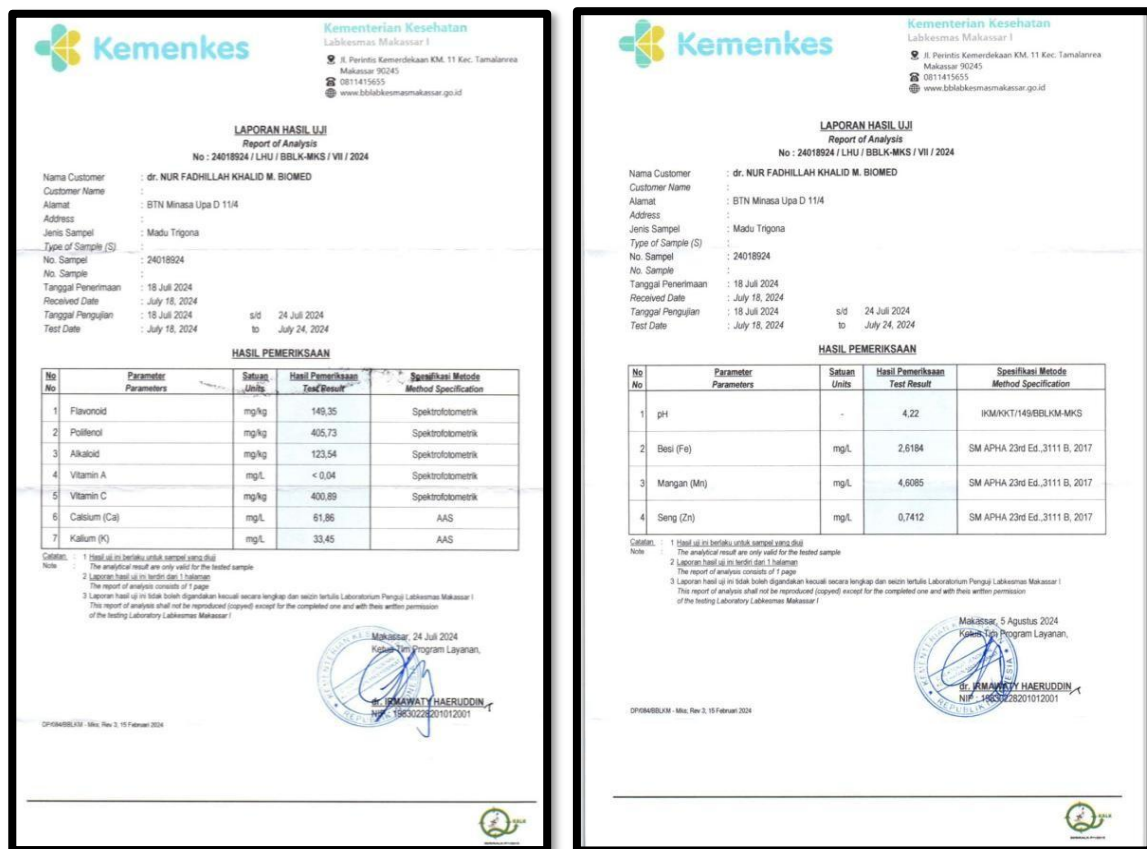 Kemenkes
Kementerian Kesehatan
Labkesmas Makassar I
Jl. Perintis Kemerdekaan KM. 11 Kec. Tamalanrea
Makassar 90245
0811415655
www.bblabkesmasmakassar.go.id
LAPORAN HASIL UJI
Report of Analysis
No : 24018924 / LHU / BBLK-MKS / VII / 2024
Nama Customer : dr. NUR FADHILLAH KHALID M. BIOMED
Customer Name :
Alamat : BTN Minasa Upa D 11/4
Address :
Jenis Sampel : Madu Trigona
Type of Sample (S) :
No. Sampel : 24018924
No. Sample :
Tanggal Penerimaan : 18 Juli 2024
Received Date : July 18, 2024
Tanggal Pengujian : 18 Juli 2024 s/d 24 Juli 2024
Test Date : July 18, 2024 to July 24, 2024
HASIL PEMERIKSAAN
No Parameter Satuan Hasil Pemeriksaan Spesifikasi Metode
No Parameters Units Test Result Method Specification
1 Flavonoid mg/kg 149,35 Spektrofotometrik
2 Polifenol mg/kg 405,73 Spektrofotometrik
3 Alkaloid mg/kg 123,54 Spektrofotometrik
4 Vitamin A mg/L < 0,04 Spektrofotometrik
5 Vitamin C mg/kg 400,89 Spektrofotometrik
6 Calsium (Ca) mg/L 61,86 AAS
7 Kalium (K) mg/L 33,45 AAS
Catatan : 1 Hasil uji ini berlaku untuk sampel yang diuji
Note : The analytical result are only valid for the tested sample
2 Laporan hasil uji ini terdiri dari 1 halaman
The report of analysis consists of 1 page
3 Laporan hasil uji ini tidak boleh digandakan kecuali secara lengkap dan seizin tertulis Laboratorium Penguji Labkesmas Makassar I
This report of analysis shall not be reproduced (copyed) except for the completed one and with theis written permission
of the testing Laboratory Labkesmas Makassar I
Makassar, 24 Juli 2024
Ketua Tim Program Layanan,
dr. IRMAWATY HAERUDDIN
NIP : 198302282010012001
DP/084/BBLKM - Mks; Rev 3, 15 Februari 2024
Kemenkes
Kementerian Kesehatan
Labkesmas Makassar I
Jl. Perintis Kemerdekaan KM. 11 Kec. Tamalanrea
Makassar 90245
0811415655
www.bblabkesmasmakassar.go.id
LAPORAN HASIL UJI
Report of Analysis
No : 24018924 / LHU / BBLK-MKS / VII / 2024
Nama Customer : dr. NUR FADHILLAH KHALID M. BIOMED
Customer Name :
Alamat : BTN Minasa Upa D 11/4
Address :
Jenis Sampel : Madu Trigona
Type of Sample (S) :
No. Sampel : 24018924
No. Sample :
Tanggal Penerimaan : 18 Juli 2024
Received Date : July 18, 2024
Tanggal Pengujian : 18 Juli 2024 s/d 24 Juli 2024
Test Date : July 18, 2024 to July 24, 2024
HASIL PEMERIKSAAN
No Parameter Satuan Hasil Pemeriksaan Spesifikasi Metode
No Parameters Units Test Result Method Specification
1 pH - 4,22 IKM/KKT/149/BBLKM-MKS
2 Besi (Fe) mg/L 2,6184 SM APHA 23rd Ed.,3111 B, 2017
3 Mangan (Mn) mg/L 4,6085 SM APHA 23rd Ed.,3111 B, 2017
4 Seng (Zn) mg/L 0,7412 SM APHA 23rd Ed.,3111 B, 2017
Catatan : 1 Hasil uji ini berlaku untuk sampel yang diuji
Note : The analytical result are only valid for the tested sample
2 Laporan hasil uji ini terdiri dari 1 halaman
The report of analysis consists of 1 page
3 Laporan hasil uji ini tidak boleh digandakan kecuali secara lengkap dan seizin tertulis Laboratorium Penguji Labkesmas Makassar I
This report of analysis shall not be reproduced (copyed) except for the completed one and with theis written permission
of the testing Laboratory Labkesmas Makassar I
Makassar, 5 Agustus 2024
Ketua Tim Program Layanan,
dr. IRMAWATY HAERUDDIN
NIP : 19830228201012001
DP/084/BBLKM - Mks; Rev 3, 15 Februari 2024